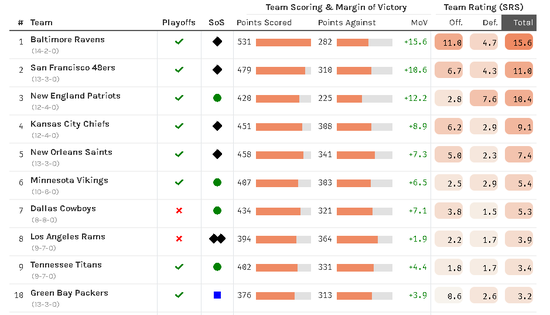 Team Scoring & Margin of Victory Team Rating (SRS)
# Team Playoffs SoS Points Scored Points Against MoV Off. Def. Total
1 Baltimore Ravens 531 282 +15.6 11.0 4.7 15.6
(14-2-0)
2 San Francisco 49ers 479 310 +10.6 6.7 4.3 11.0
(13-3-0)
3 New England Patriots 420 225 +12.2 2.8 7.6 10.4
(12-4-0)
4 Kansas City Chiefs 451 308 +8.9 6.2 2.9 9.1
(12-4-0)
5 New Orleans Saints 458 341 +7.3 5.0 2.3 7.4
(13-3-0)
6 Minnesota Vikings 407 303 +6.5 2.5 2.9 5.4
(10-6-0)
7 Dallas Cowboys 434 321 +7.1 3.8 1.5 5.3
(8-8-0)
8 Los Angeles Rams 394 364 +1.9 2.2 1.7 3.9
(9-7-0)
9 Tennessee Titans 402 331 +4.4 1.8 1.7 3.4
(9-7-0)
10 Green Bay Packers 376 313 +3.9 0.6 2.6 3.2
(13-3-0)